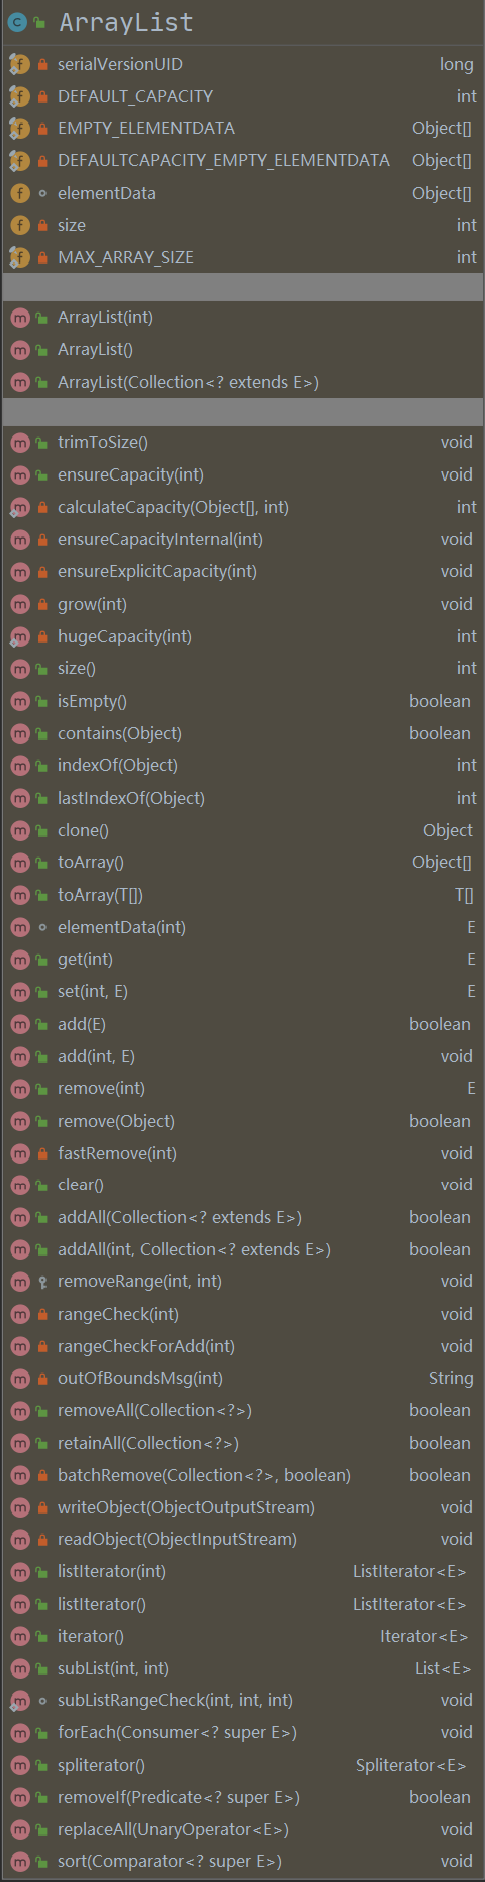 ArrayList
serialVersionUID long
DEFAULT_CAPACITY int
EMPTY_ELEMENTDATA Object[]
DEFAULTCAPACITY_EMPTY_ELEMENTDATA Object[]
elementData Object[]
size int
MAX_ARRAY_SIZE int
ArrayList(int)
ArrayList()
ArrayList(Collection<? extends E>)
trimToSize() void
ensureCapacity(int) void
calculateCapacity(Object[], int) int
ensureCapacityInternal(int) void
ensureExplicitCapacity(int) void
grow(int) void
hugeCapacity(int) int
size() int
isEmpty() boolean
contains(Object) boolean
indexOf(Object) int
lastIndexOf(Object) int
clone() Object
toArray() Object[]
toArray(T[]) T[]
elementData(int) E
get(int) E
set(int, E) E
add(E) boolean
add(int, E) void
remove(int) E
remove(Object) boolean
fastRemove(int) void
clear() void
addAll(Collection<? extends E>) boolean
addAll(int, Collection<? extends E>) boolean
removeRange(int, int) void
rangeCheck(int) void
rangeCheckForAdd(int) void
outOfBoundsMsg(int) String
removeAll(Collection<?>) boolean
retainAll(Collection<?>) boolean
batchRemove(Collection<?>, boolean) boolean
writeObject(ObjectOutputStream) void
readObject(ObjectInputStream) void
listIterator(int) ListIterator<E>
listIterator() ListIterator<E>
iterator() Iterator<E>
subList(int, int) List<E>
subListRangeCheck(int, int, int) void
forEach(Consumer<? super E>) void
spliterator() Spliterator<E>
removeIf(Predicate<? super E>) boolean
replaceAll(UnaryOperator<E>) void
sort(Comparator<? super E>) void